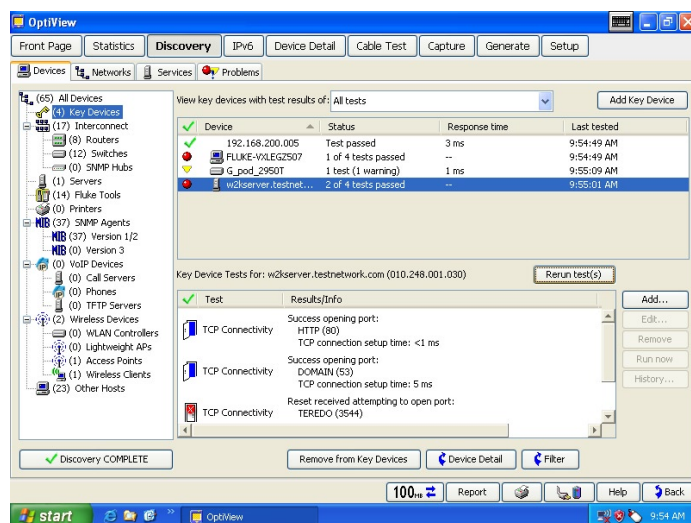 OptiView
Front Page Statistics Discovery IPv6 Device Detail Cable Test Capture Generate Setup
Devices Networks Services Problems
(65) All Devices
(4) Key Devices
(17) Interconnect
(8) Routers
(12) Switches
(0) SNMP Hubs
(1) Servers
(14) Fluke Tools
(0) Printers
MIB (37) SNMP Agents
MIB (37) Version 1/2
MIB (0) Version 3
(0) VoIP Devices
(0) Call Servers
(0) Phones
(0) TFTP Servers
(2) Wireless Devices
(0) WLAN Controllers
(0) Lightweight APs
(1) Access Points
(1) Wireless Clients
(23) Other Hosts
View key devices with test results of: All tests Add Key Device
Device Status Response time Last tested
192.168.200.005 Test passed 3 ms 9:54:49 AM
FLUKE-VXLEGZ507 1 of 4 tests passed -- 9:54:49 AM
G_pod_2950T 1 test (1 warning) 1 ms 9:55:09 AM
w2kserver.testnet... 2 of 4 tests passed -- 9:55:01 AM
Key Device Tests for: w2kserver.testnetwork.com (010.248.001.030) Rerun test(s)
Test Results/Info
Success opening port:
TCP Connectivity HTTP (80)
TCP connection setup time: <1 ms
Success opening port:
TCP Connectivity DOMAIN (53)
TCP connection setup time: 5 ms
Reset received attempting to open port:
TCP Connectivity TEREDO (3544)
Add...
Edit...
Remove
Run now
History...
Discovery COMPLETE Remove from Key Devices Device Detail Filter
100 MB Report Help Back
start OptiView 9:54 AM